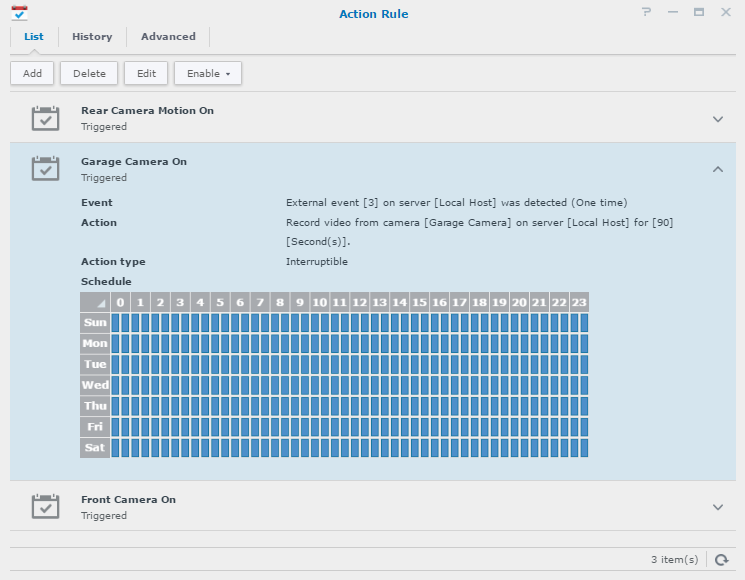 Action Rule
List History Advanced
Add Delete Edit Enable
Rear Camera Motion On
Triggered
Garage Camera On
Triggered
Event External event [3] on server [Local Host] was detected (One time)
Action Record video from camera [Garage Camera] on server [Local Host] for [90]
[Second(s)].
Action type Interruptible
Schedule
0 1 2 3 4 5 6 7 8 9 10 11 12 13 14 15 16 17 18 19 20 21 22 23
Sun
Mon
Tue
Wed
Thu
Fri
Sat
Front Camera On
Triggered
3 item(s)